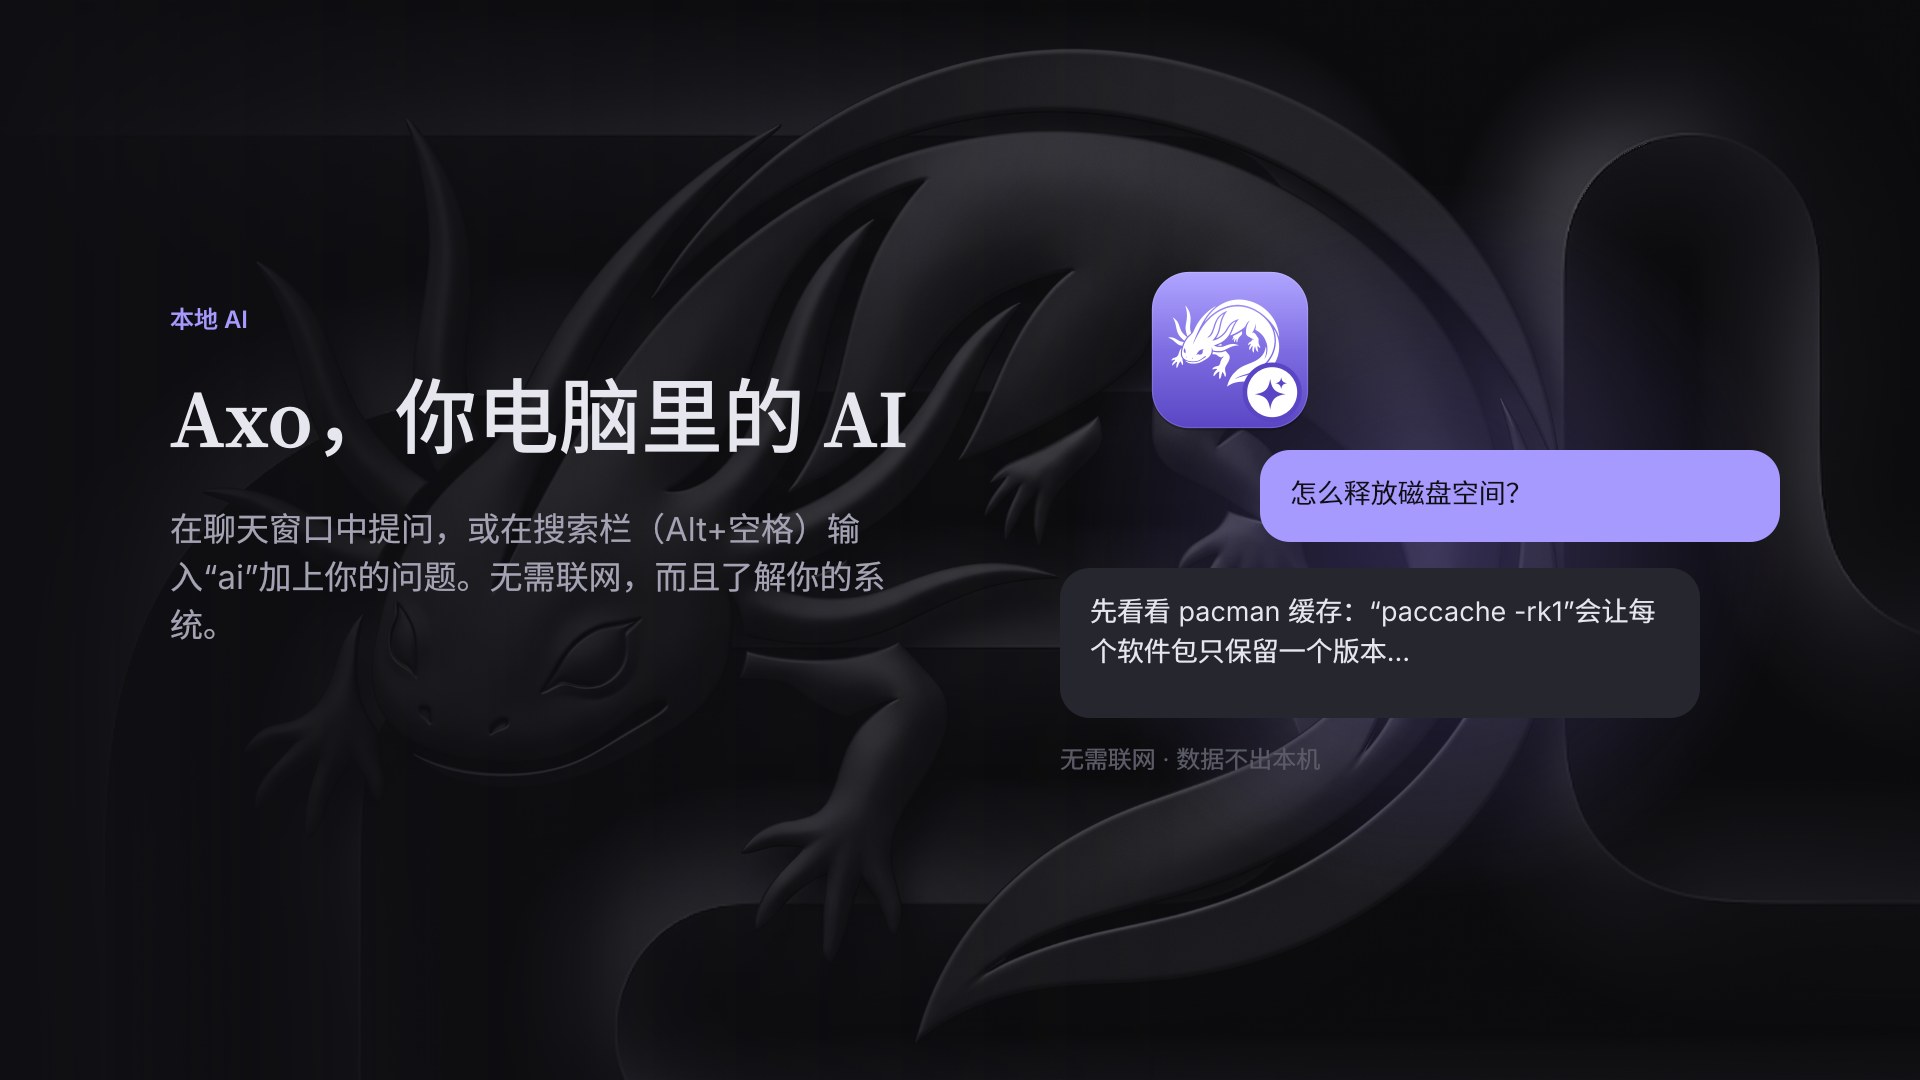 本地 AI
Axo，你电脑里的 AI
在聊天窗口中提问，或在搜索栏（Alt+空格）输
入“ai”加上你的问题。无需联网，而且了解你的系
统。
怎么释放磁盘空间？
先看看 pacman 缓存：“paccache -rk1”会让每
个软件包只保留一个版本...
无需联网 · 数据不出本机